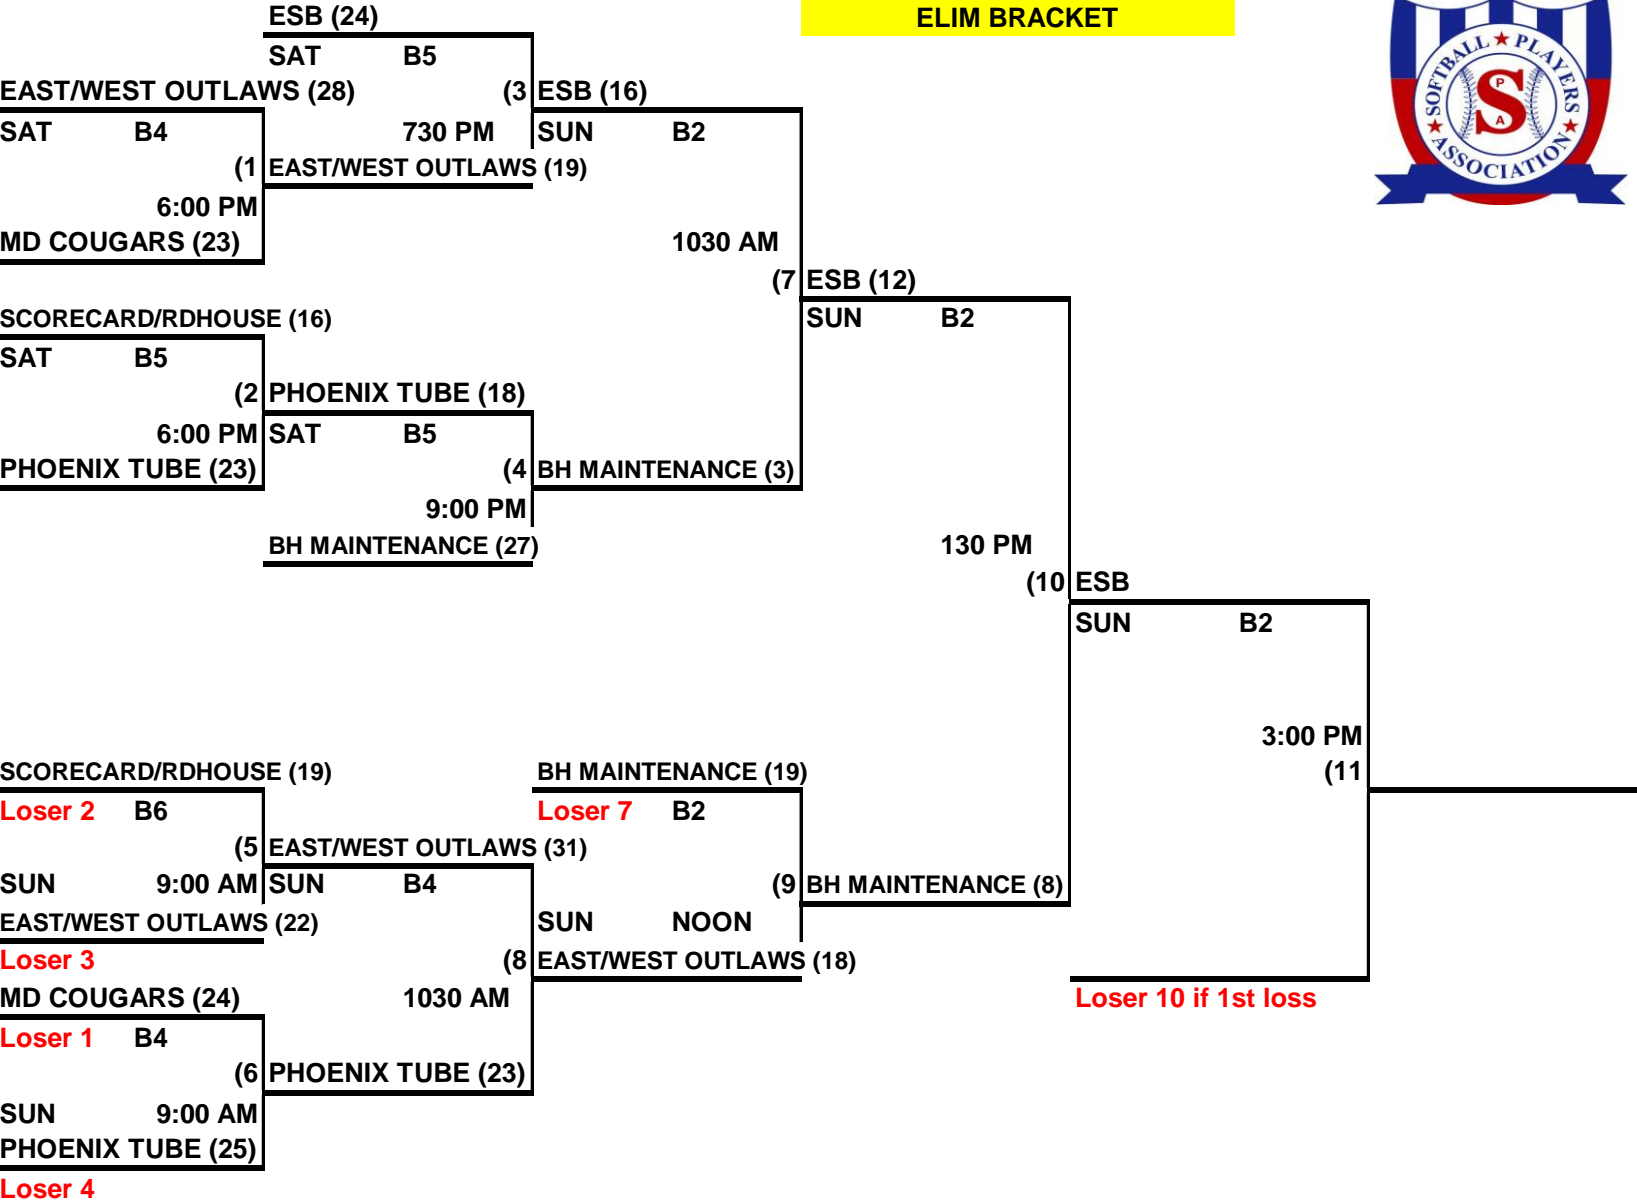 ESB (24)
ELIM BRACKET
SOFTBALL ★ PLAYERS ★ ASSOCIATION ★
S
P
A
SAT B5
EAST/WEST OUTLAWS (28) (3 ESB (16)
SAT B4 730 PM SUN B2
(1 EAST/WEST OUTLAWS (19)
6:00 PM
MD COUGARS (23) 1030 AM
(7 ESB (12)
SCORECARD/RDHOUSE (16) SUN B2
SAT B5
(2 PHOENIX TUBE (18)
6:00 PM SAT B5
PHOENIX TUBE (23) (4 BH MAINTENANCE (3)
9:00 PM
BH MAINTENANCE (27) 130 PM
(10 ESB
SUN B2
3:00 PM
SCORECARD/RDHOUSE (19) BH MAINTENANCE (19) (11
Loser 2 B6 Loser 7 B2
(5 EAST/WEST OUTLAWS (31)
SUN 9:00 AM SUN B4 (9 BH MAINTENANCE (8)
EAST/WEST OUTLAWS (22) SUN NOON
Loser 3 (8 EAST/WEST OUTLAWS (18)
MD COUGARS (24) 1030 AM Loser 10 if 1st loss
Loser 1 B4
(6 PHOENIX TUBE (23)
SUN 9:00 AM
PHOENIX TUBE (25)
Loser 4